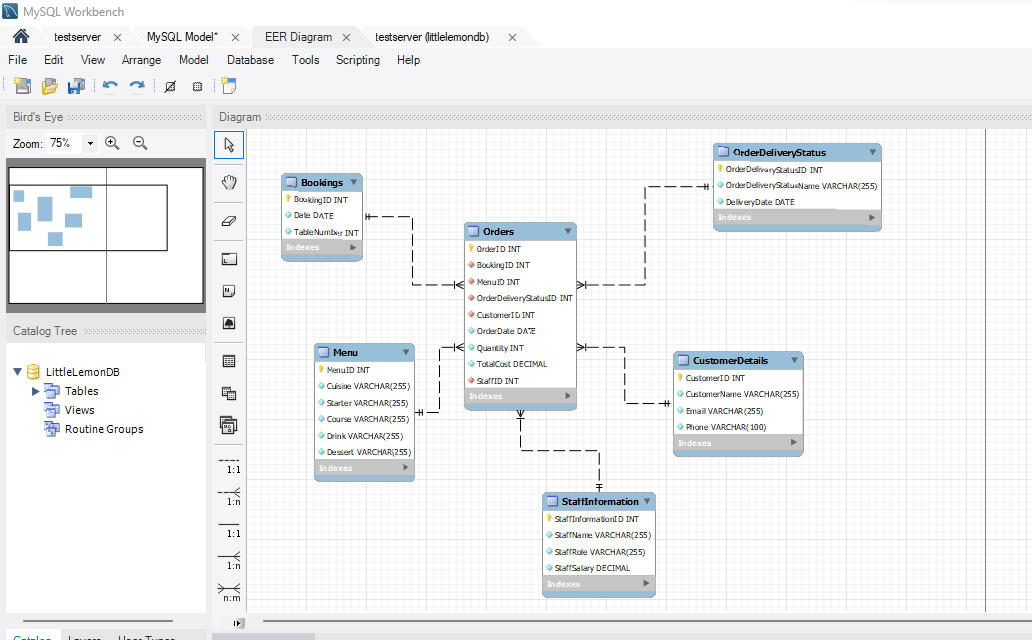 MySQL Workbench
testserver
MySQL Model*
EER Diagram
testserver (littlelemondb)
File Edit View Arrange Model Database Tools Scripting Help
Bird's Eye
Zoom: 75%
Catalog Tree
LittleLemonDB
Tables
Views
Routine Groups
Diagram
1:1
1:n
1:1
1:n
n:m
Bookings
BookingID INT
Date DATE
TableNumber INT
Indexes
Menu
MenuID INT
Cuisine VARCHAR(255)
Starter VARCHAR(255)
Course VARCHAR(255)
Drink VARCHAR(255)
Dessert VARCHAR(255)
Indexes
Orders
OrderID INT
BookingID INT
MenuID INT
OrderDeliveryStatusID INT
CustomerID INT
OrderDate DATE
Quantity INT
TotalCost DECIMAL
StaffID INT
Indexes
StaffInformation
StaffInformationID INT
StaffName VARCHAR(255)
StaffRole VARCHAR(255)
StaffSalary DECIMAL
Indexes
OrderDeliveryStatus
OrderDeliveryStatusID INT
OrderDeliveryStatusName VARCHAR(255)
DeliveryDate DATE
Indexes
CustomerDetails
CustomerID INT
CustomerName VARCHAR(255)
Email VARCHAR(255)
Phone VARCHAR(100)
Indexes
Catalog Layers User Types